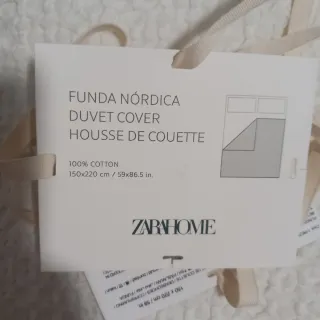 FUNDA NÓRDICA
DUVET COVER
HOUSSE DE COUETTE
100% COTTON
150x220 cm / 59x86.5 in.
ZARAHOME